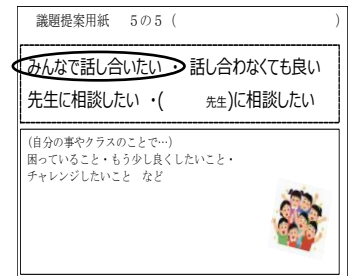 議題提案用紙　5の5（　　　　　　　　　）
みんなで話し合いたい ・ 話し合わなくても良い
先生に相談したい ・(　　先生)に相談したい
(自分の事やクラスのことで…)
困っていること・もう少し良くしたいこと・
チャレンジしたいこと　など